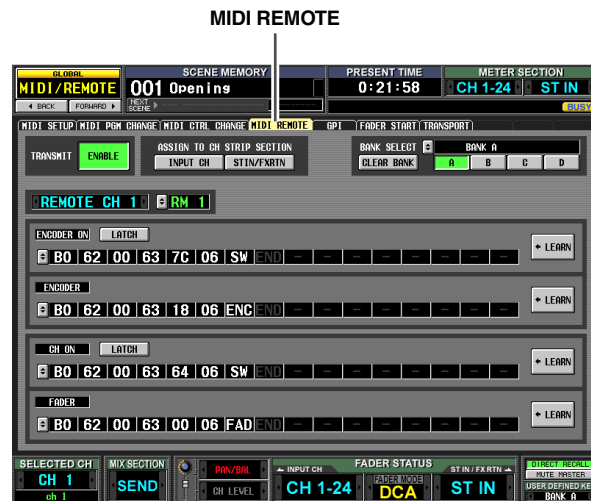 MIDI REMOTE
GLOBAL
MIDI/REMOTE
BACK FORWARD
SCENE MEMORY
001 Opening
NEXT SCENE
PRESENT TIME
0:21:58
METER SECTION
CH 1-24 ST IN
BUSY
MIDI SETUP MIDI PGM CHANGE MIDI CTRL CHANGE MIDI REMOTE GPI FADER START TRANSPORT
TRANSMIT ENABLE
ASSIGN TO CH STRIP SECTION
INPUT CH STIN/FXRTN
BANK SELECT BANK A
CLEAR BANK A B C D
REMOTE CH 1 RM 1
ENCODER ON LATCH
B0 62 00 63 7C 06 SW END - - - - - - - -
LEARN
ENCODER
B0 62 00 63 18 06 ENC END - - - - - - - -
LEARN
CH ON LATCH
B0 62 00 63 64 06 SW END - - - - - - - -
LEARN
FADER
B0 62 00 63 00 06 FAD END - - - - - - - -
LEARN
SELECTED CH
CH 1
ch 1
MIX SECTION
SEND
PAN/BAL
CH LEVEL
FADER STATUS
INPUT CH
CH 1-24
FADER MODE
DCA
ST IN / FX RTN
ST IN
DIRECT RECALL
MUTE MASTER
USER DEFINED KE
BANK A